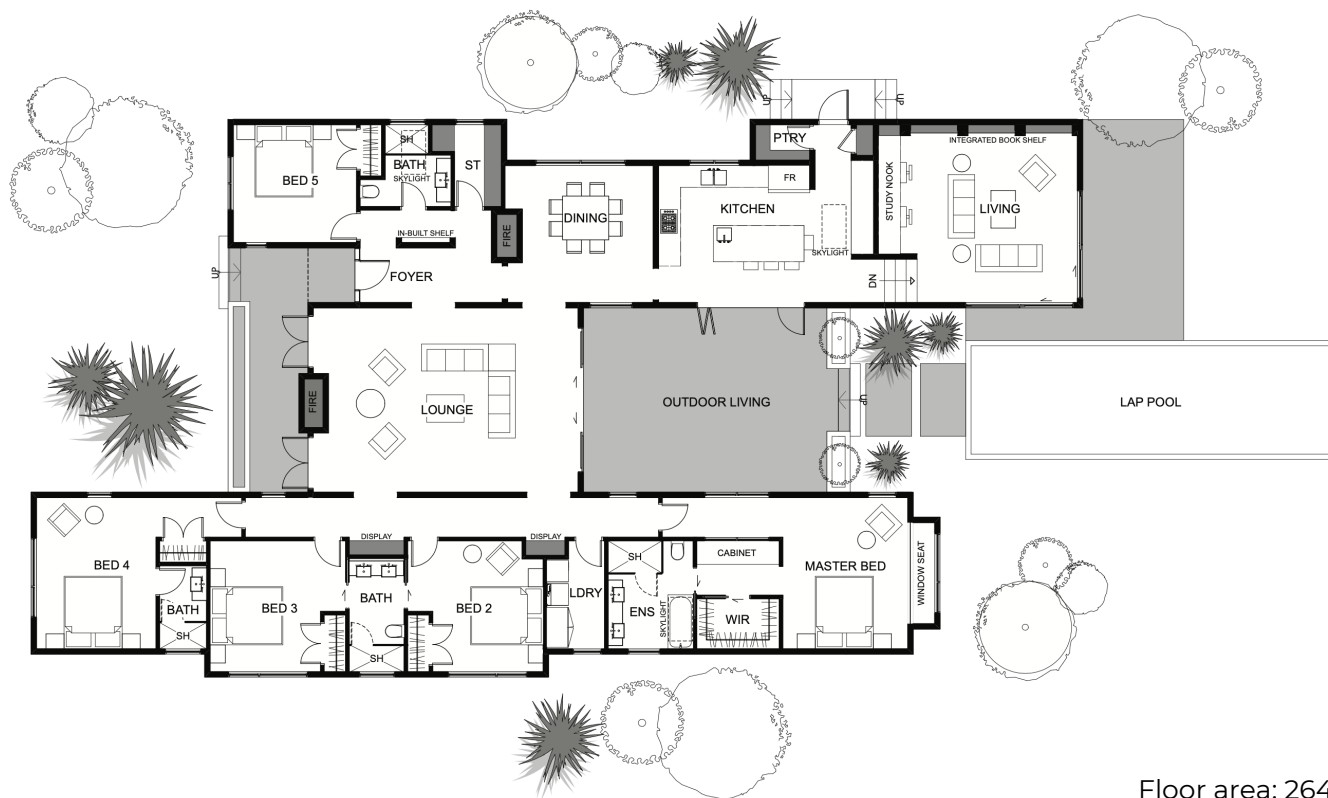 UP
UP
PTRY
INTEGRATED BOOK SHELF
SH
BATH
SKYLIGHT
ST
BED 5
FR
STUDY NOOK
LIVING
KITCHEN
DINING
FIRE
IN-BUILT SHELF
SKYLIGHT
UP
FOYER
DN
FIRE
LOUNGE
OUTDOOR LIVING
UP
LAP POOL
DISPLAY
DISPLAY
SH
CABINET
BED 4
MASTER BED
WINDOW SEAT
BATH
BED 3
BATH
BED 2
LDRY
ENS
SKYLIGHT
WIR
SH
SH
Floor area: 264